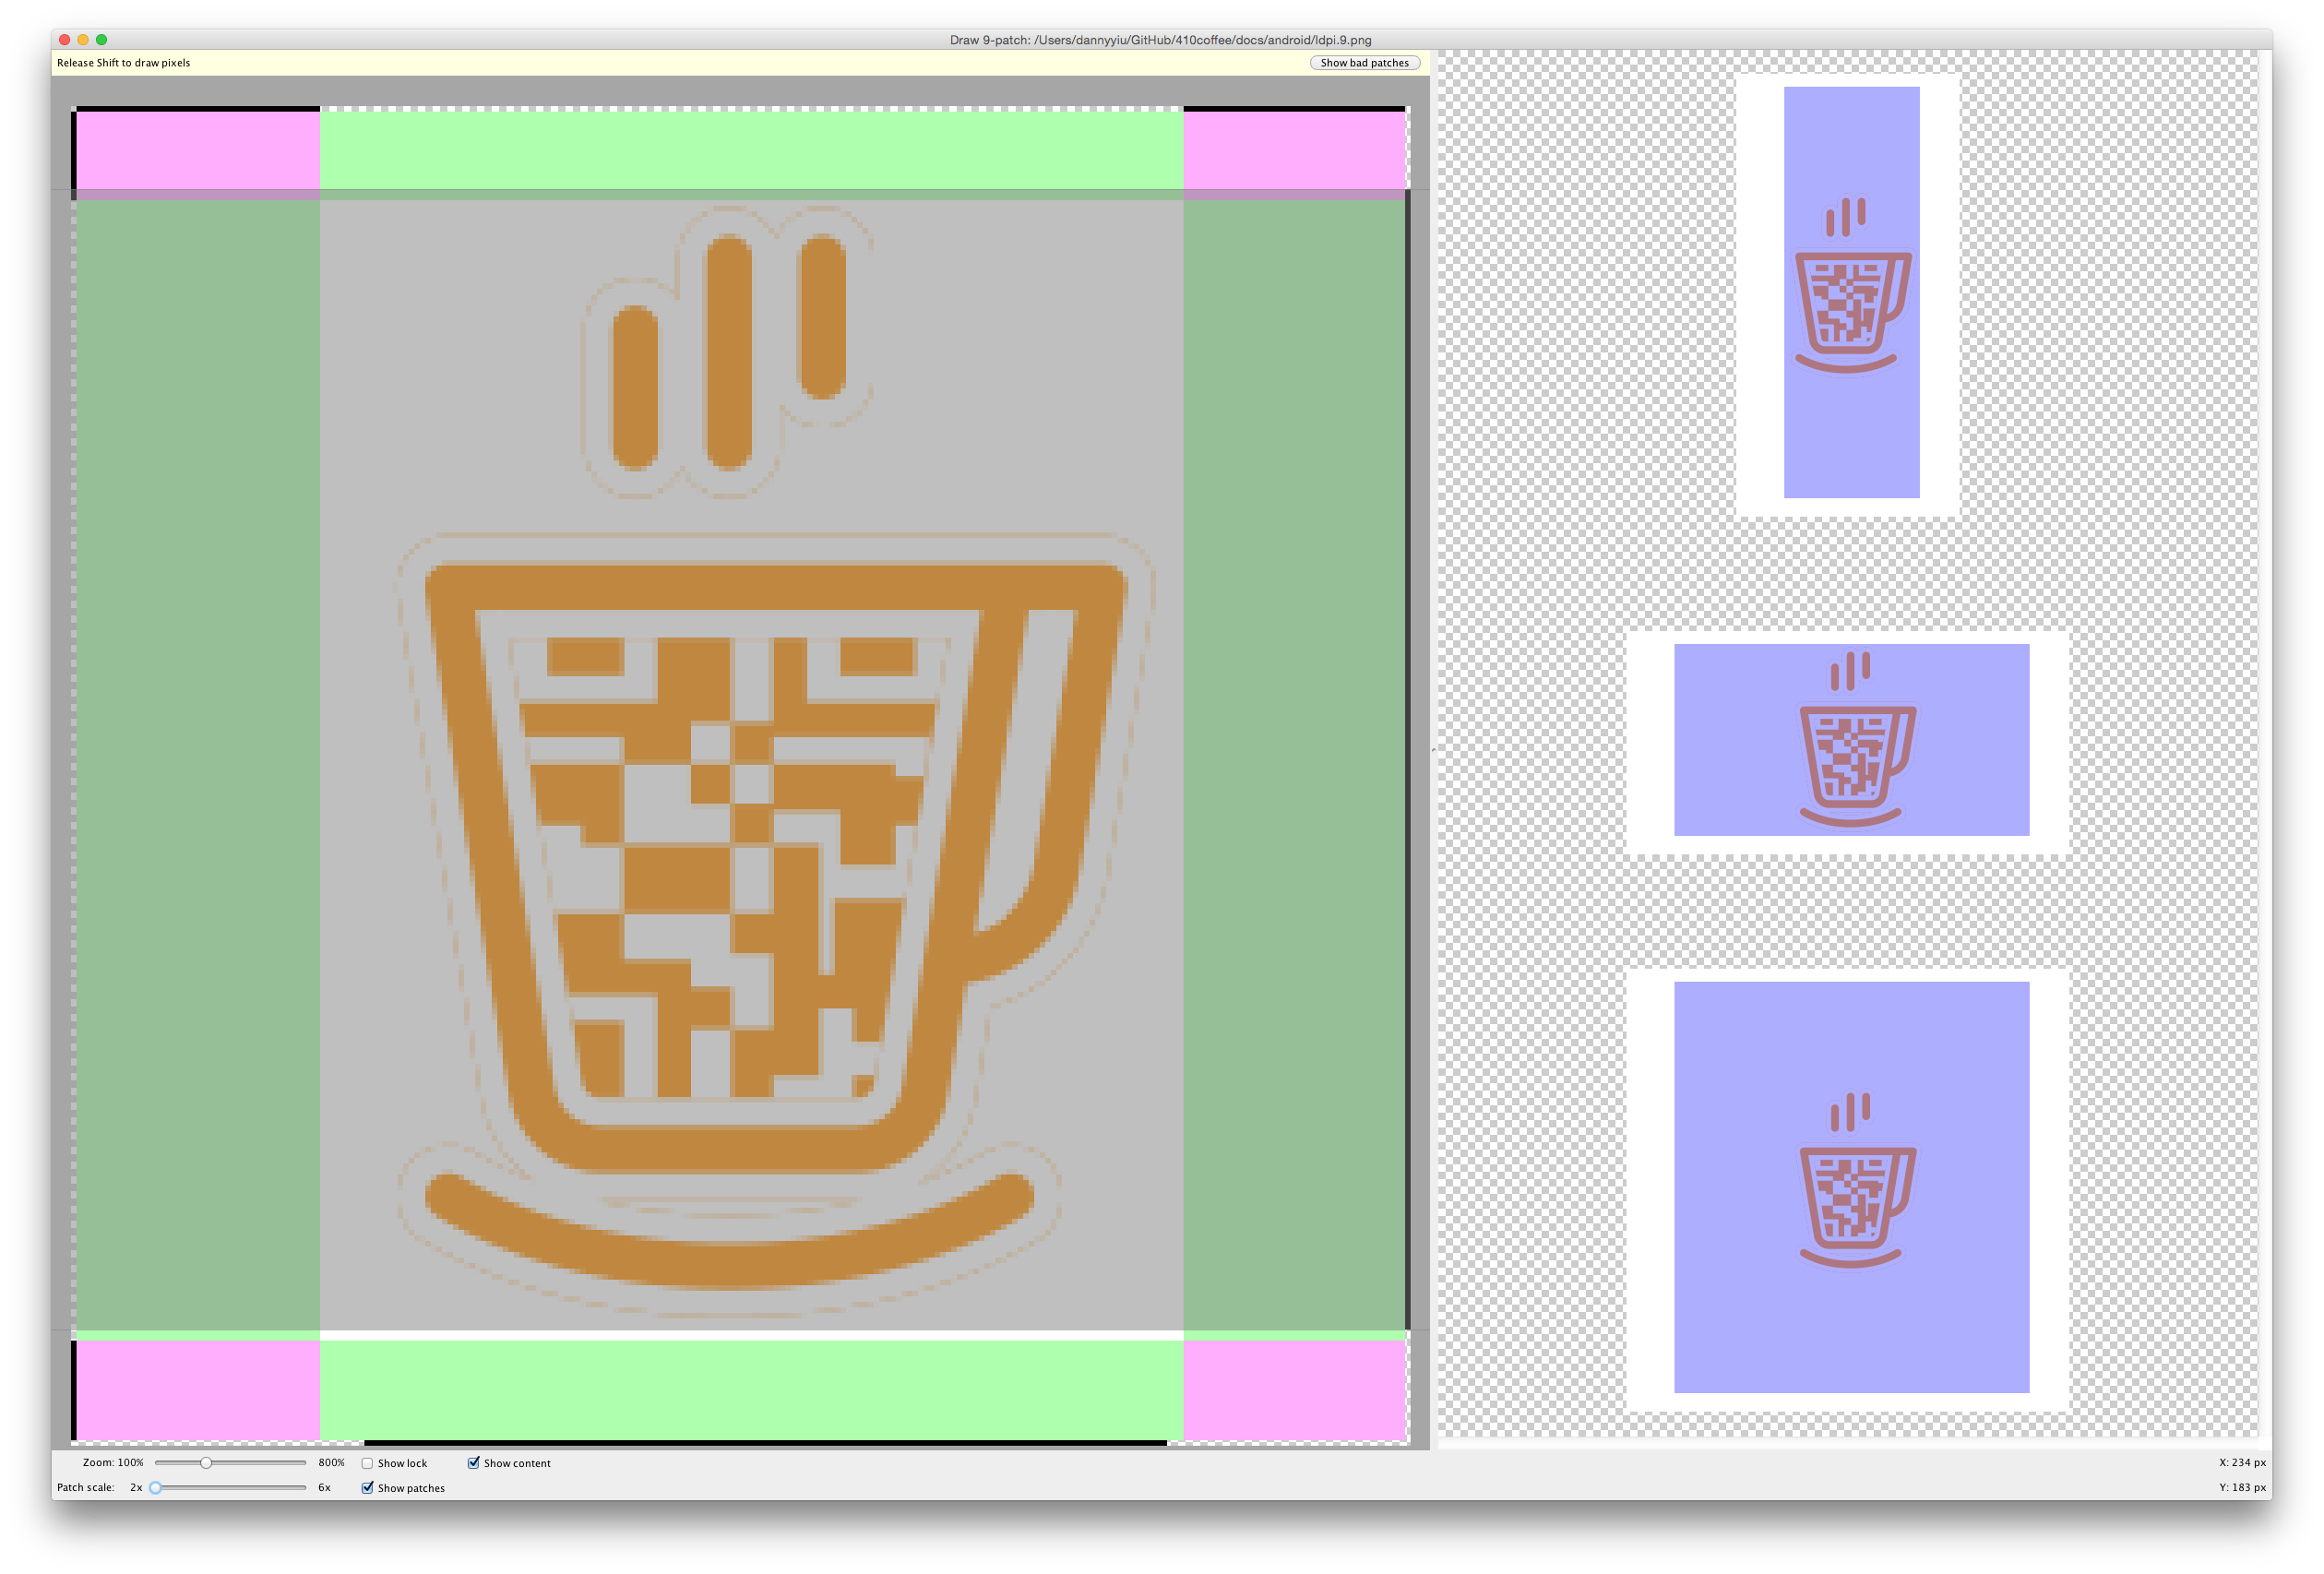 Draw 9-patch: /Users/dannyyiu/GitHub/410coffee/docs/android/ldpi.9.png
Release Shift to draw pixels
Show bad patches
Zoom: 100% 800% Show lock Show content X: 234 px
Patch scale: 2x 6x Show patches Y: 183 px